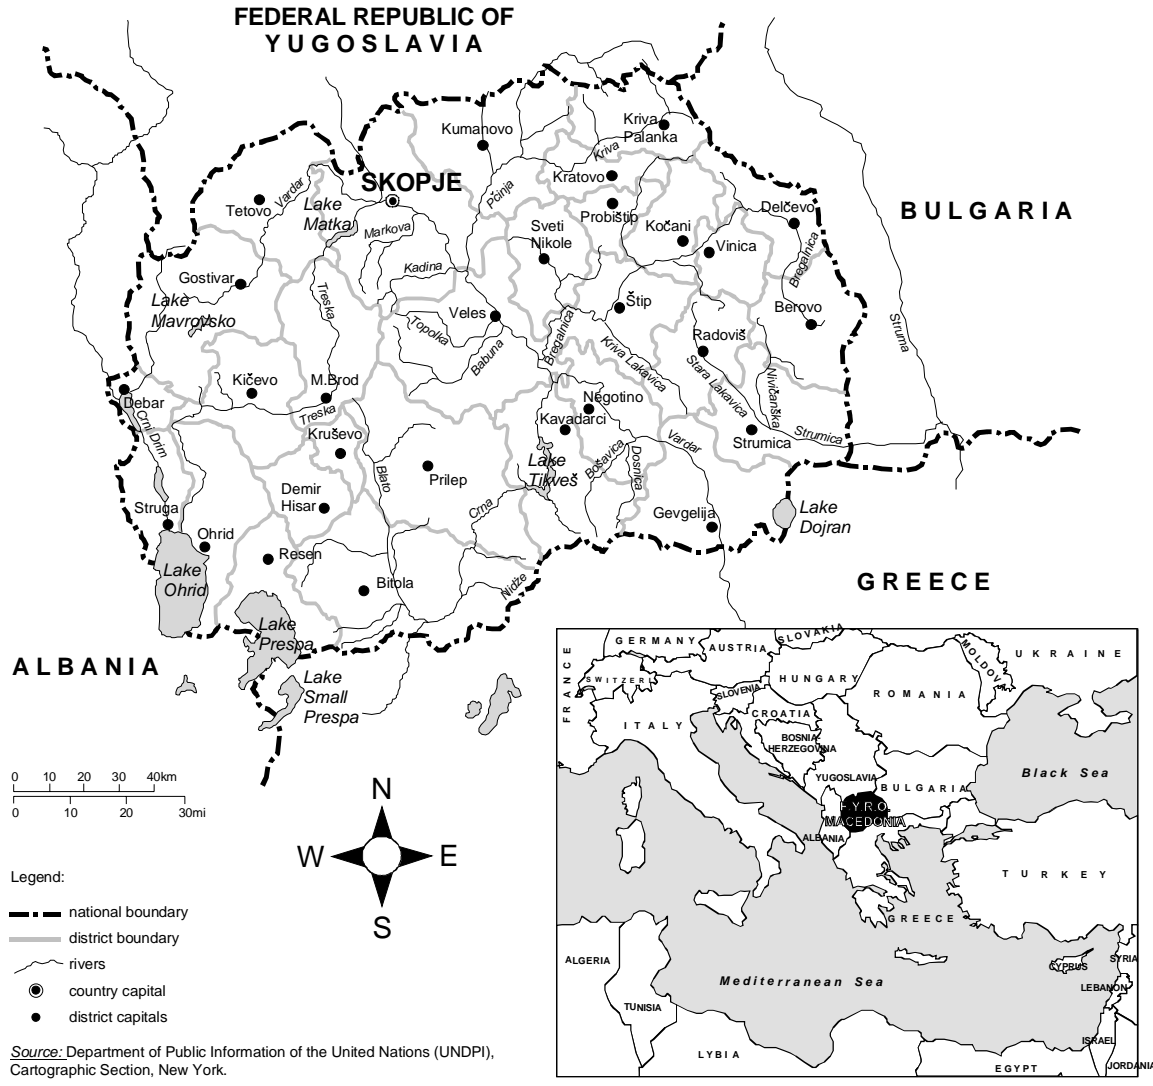 FEDERAL REPUBLIC OF
YUGOSLAVIA
Kumanovo
Kriva
Palanka
Kriva
Kratovo
SKOPJE
Pčinja
Vardar
Tetovo
Lake
Matka
Probištip
Delčevo
BULGARIA
Markova
Sveti
Nikole
Kočani
Vinica
Bregalnica
Kadina
Gostivar
Lake
Mavrovsko
Treska
Treska
Veles
Štip
Berovo
Topolka
Babuna
Bregalnica
Radoviš
Struma
Kriva Lakavica
Stara Lakavica
Nivičanska
Kičevo
M.Brod
Debar
Crni Drim
Treska
Negotino
Kavadarci
Kruševo
Vardar
Strumica
Strumica
Lake
Tikveš
Bošavica
Dosnica
Blato
Prilep
Demir
Hisar
Crna
Struga
Gevgelija
Lake
Dojran
Ohrid
Resen
Lake
Ohrid
Bitola
Nidže
GREECE
Lake
Prespa
ALBANIA
Lake
Small
Prespa
0 10 20 30 40km
0 10 20 30mi
N
W E
S
Legend:
national boundary
district boundary
rivers
country capital
district capitals
Source: Department of Public Information of the United Nations (UNDPI),
Cartographic Section, New York.
FRANCE
GERMANY
AUSTRIA
SLOVAKIA
MOLDOVA
UKRAINE
SWITZERL
HUNGARY
SLOVENIA
ROMANIA
CROATIA
ITALY
BOSNIA-
HERZEGOVINA
YUGOSLAVIA
BULGARIA
Black Sea
F.Y.R.O.
MACEDONIA
ALBANIA
TURKEY
GREECE
ALGERIA
Mediterranean Sea
CYPRUS
SYRIA
LEBANON
TUNISIA
ISRAEL
LYBIA
EGYPT
JORDANIA